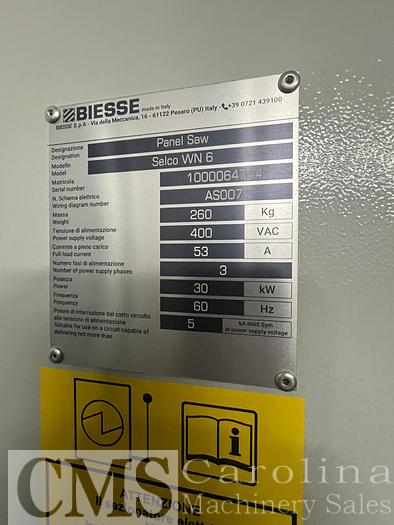 BIESSE made in Italy
BIESSE S.p.A - Via della Meccanica, 16 - 61122 Pesaro (PU) Italy - +39 0721 439100
Designazione
Designation
Panel Saw
Modello
Model
Selco WN 6
Matricola
Serial number
N. Schema elettrico
Wiring diagram number
AS007
Massa
Weight
260 Kg
Tensione di alimentazione
Power supply voltage
400 VAC
Corrente a pieno carico
Full-load current
53 A
Numero fasi di alimentazione
Number of power supply phases
3
Potenza
Power
30 kW
Frequenza
Frequency
60 Hz
Potere di interruzione del corto circuito
alle tensione di alimentazione
Suitable for use on a circuit capable of
delivering not more than
5
kA RMS Sym
at power supply voltage
ATTENZIONE
CMS Carolina
Machinery Sales